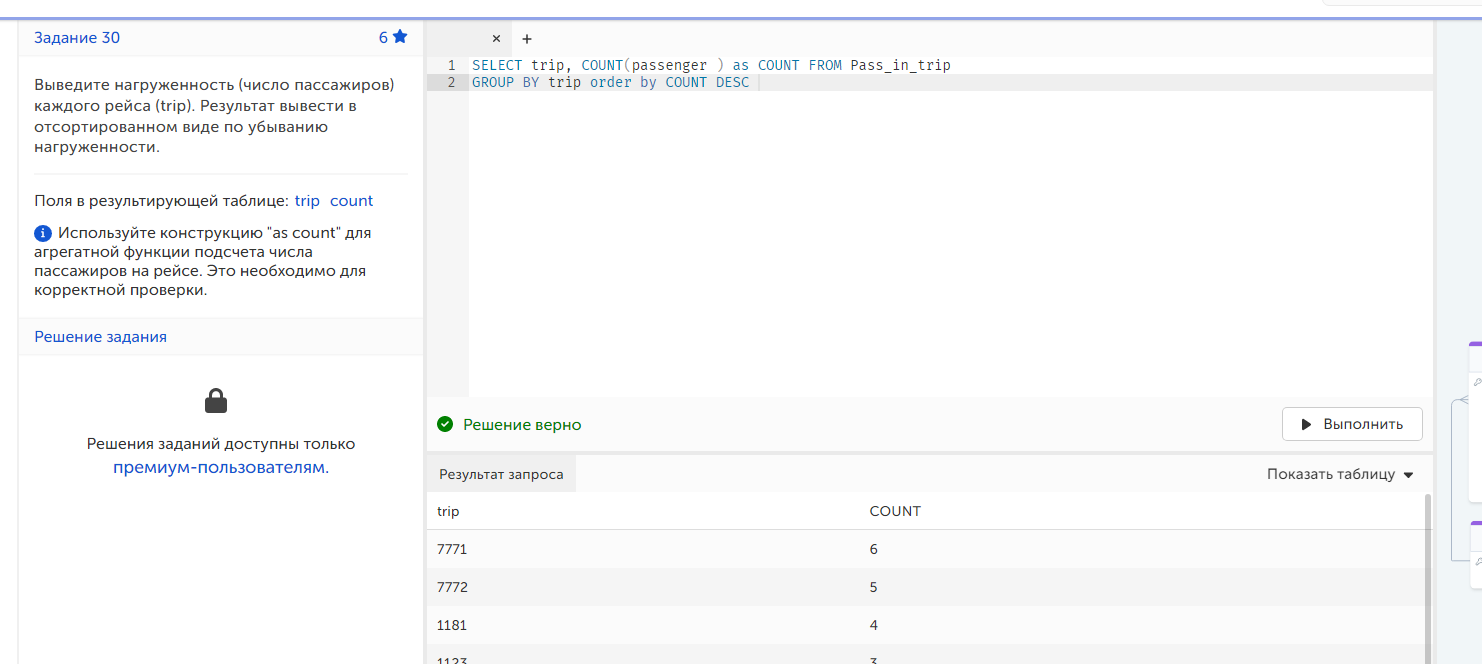 Задание 30
6
Выведите нагруженность (число пассажиров)
каждого рейса (trip). Результат вывести в
отсортированном виде по убыванию
нагруженности.
Поля в результирующей таблице: trip count
Используйте конструкцию "as count" для
агрегатной функции подсчета числа
пассажиров на рейсе. Это необходимо для
корректной проверки.
Решение задания
Решения заданий доступны только
премиум-пользователям.
× +
1 SELECT trip, COUNT(passenger ) as COUNT FROM Pass_in_trip
2 GROUP BY trip order by COUNT DESC
Решение верно
Выполнить
Результат запроса
Показать таблицу
trip COUNT
7771 6
7772 5
1181 4
1123 3